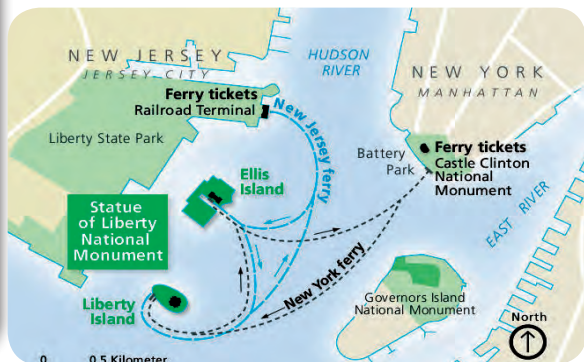 NEW JERSEY
JERSEY CITY
HUDSON
RIVER
NEW YORK
MANHATTAN
Ferry tickets
Railroad Terminal
New Jersey ferry
Liberty State Park
Battery
Park
Ferry tickets
Castle Clinton
National
Monument
Ellis
Island
EAST RIVER
Statue
of Liberty
National
Monument
New York ferry
Liberty
Island
Governors Island
National Monument
North
0
0.5 Kilometer